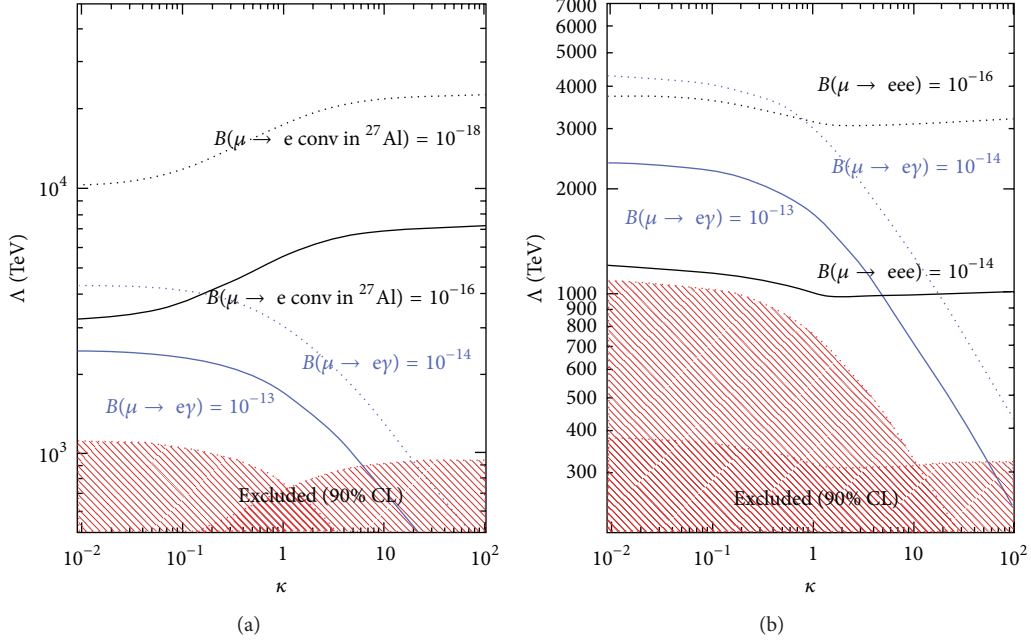 B(μ → e conv in ²⁷Al) = 10⁻¹⁸
10⁴
B(μ → e conv in ²⁷Al) = 10⁻¹⁶
B(μ → eγ) = 10⁻¹⁴
B(μ → eγ) = 10⁻¹³
10³
Excluded (90% CL)
Λ (TeV)
10⁻²
10⁻¹
1
10
10²
κ
(a)
7000
6000
5000
4000
3000
2000
1000
900
800
700
600
500
400
300
B(μ → eee) = 10⁻¹⁶
B(μ → eγ) = 10⁻¹⁴
B(μ → eγ) = 10⁻¹³
B(μ → eee) = 10⁻¹⁴
Excluded (90% CL)
Λ (TeV)
10⁻²
10⁻¹
1
10
10²
κ
(b)